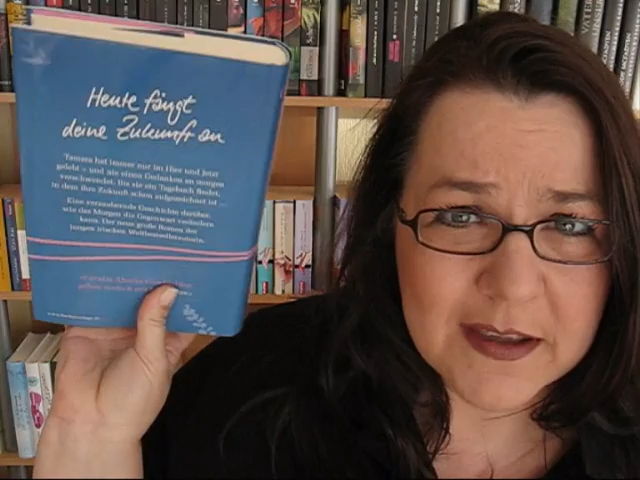 Heute fängt
deine Zukunft an
Tamara hat immer nur im Hier und Jetzt
gelebt – und nie einen Gedanken an morgen
verschwendet. Bis sie ein Tagebuch findet,
in dem ihre Zukunft schon aufgezeichnet ist ...
Eine verzaubernde Geschichte darüber,
wie das Morgen die Gegenwart verändern
kann. Der neue große Roman der
jungen irischen Weltbestsellerautorin.